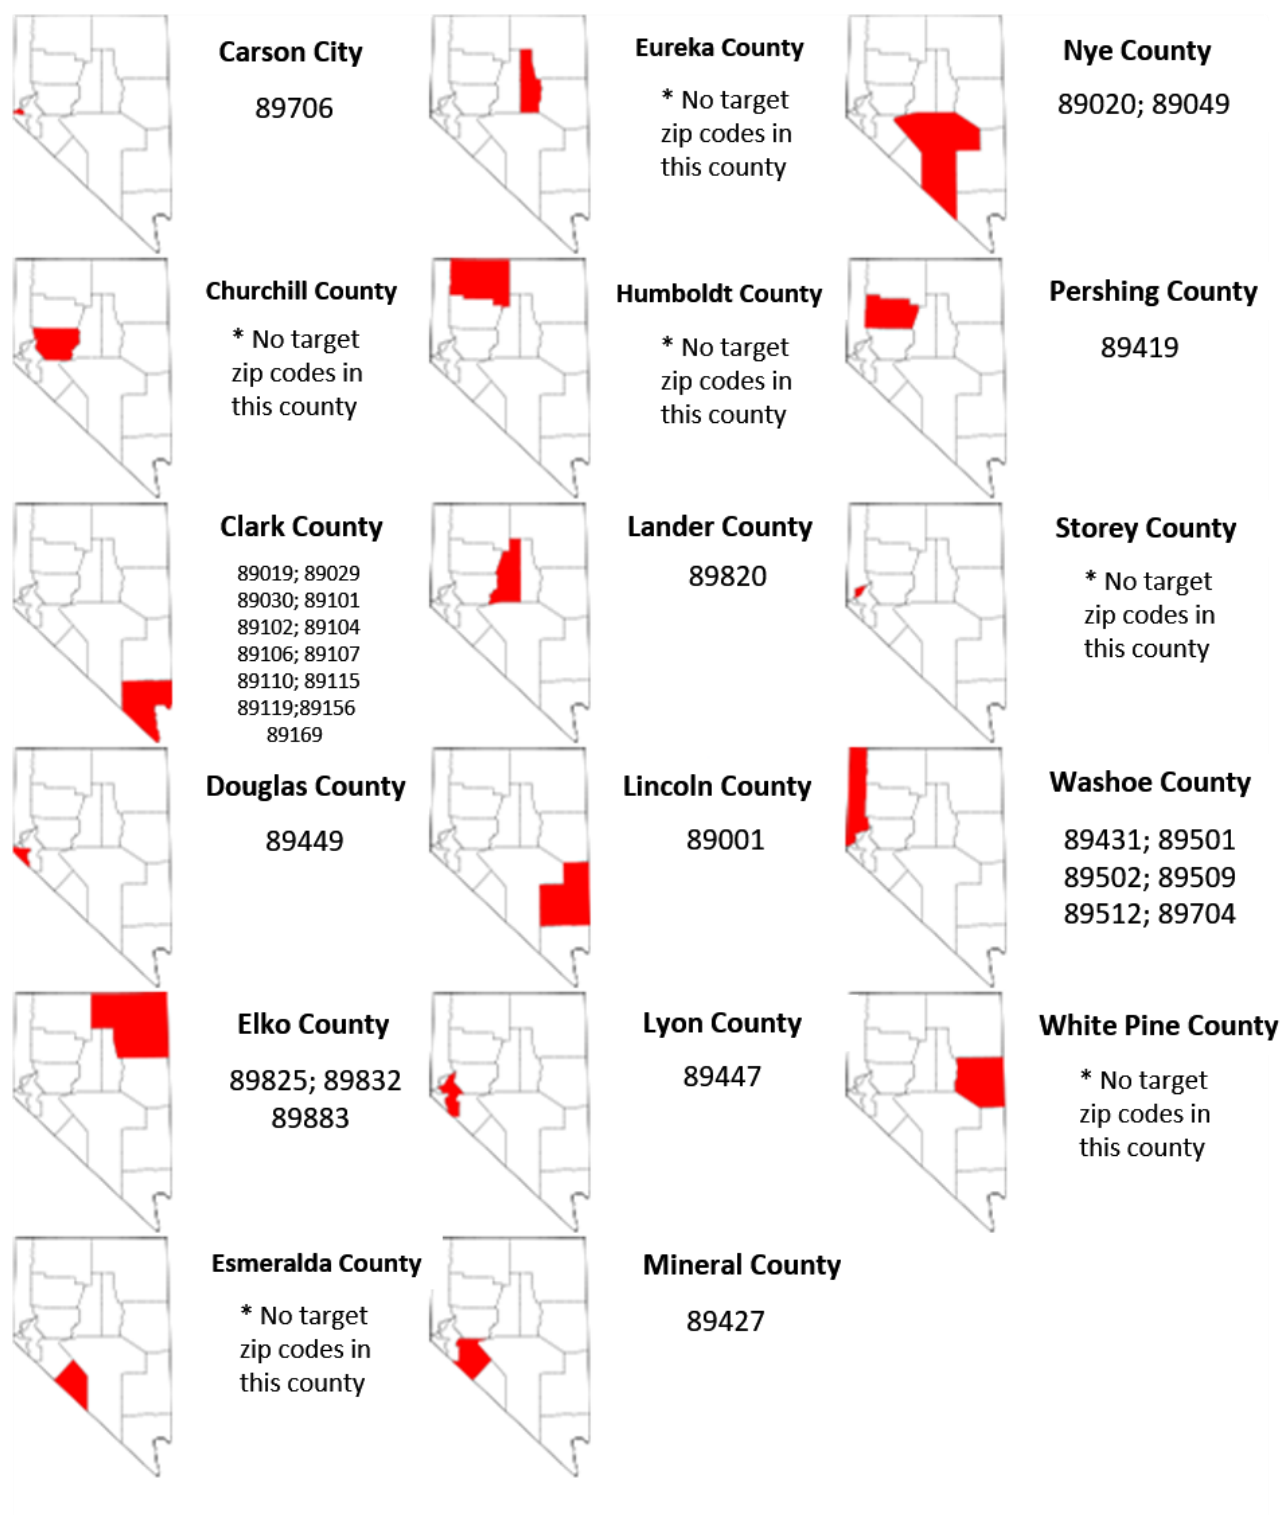 Carson City
89706
Eureka County
* No target
zip codes in
this county
Nye County
89020; 89049
Churchill County
* No target
zip codes in
this county
Humboldt County
* No target
zip codes in
this county
Pershing County
89419
Clark County
89019; 89029
89030; 89101
89102; 89104
89106; 89107
89110; 89115
89119;89156
89169
Lander County
89820
Storey County
* No target
zip codes in
this county
Douglas County
89449
Lincoln County
89001
Washoe County
89431; 89501
89502; 89509
89512; 89704
Elko County
89825; 89832
89883
Lyon County
89447
White Pine County
* No target
zip codes in
this county
Esmeralda County
* No target
zip codes in
this county
Mineral County
89427